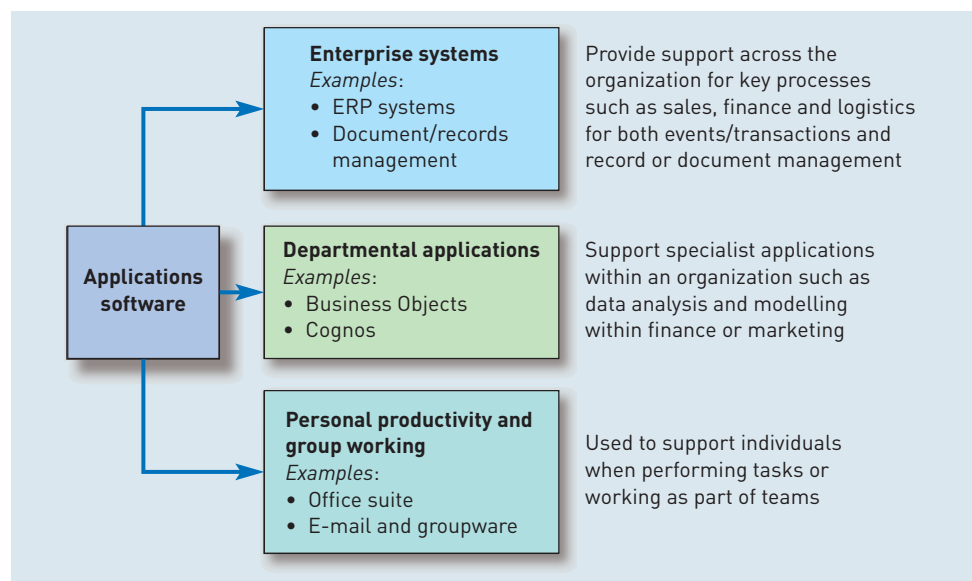 Applications
software
Enterprise systems
Examples:
• ERP systems
• Document/records
management
Provide support across the
organization for key processes
such as sales, finance and logistics
for both events/transactions and
record or document management
Departmental applications
Examples:
• Business Objects
• Cognos
Support specialist applications
within an organization such as
data analysis and modelling
within finance or marketing
Personal productivity and
group working
Examples:
• Office suite
• E-mail and groupware
Used to support individuals
when performing tasks or
working as part of teams